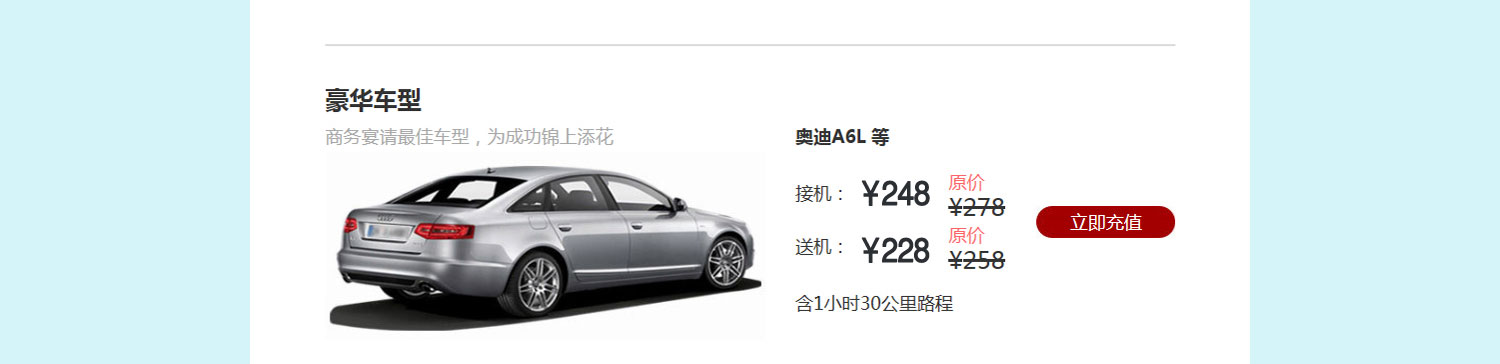 豪华车型
商务宴请最佳车型，为成功锦上添花
奥迪A6L 等
接机： ¥248 原价 ¥278
送机： ¥228 原价 ¥258
立即充值
含1小时30公里路程